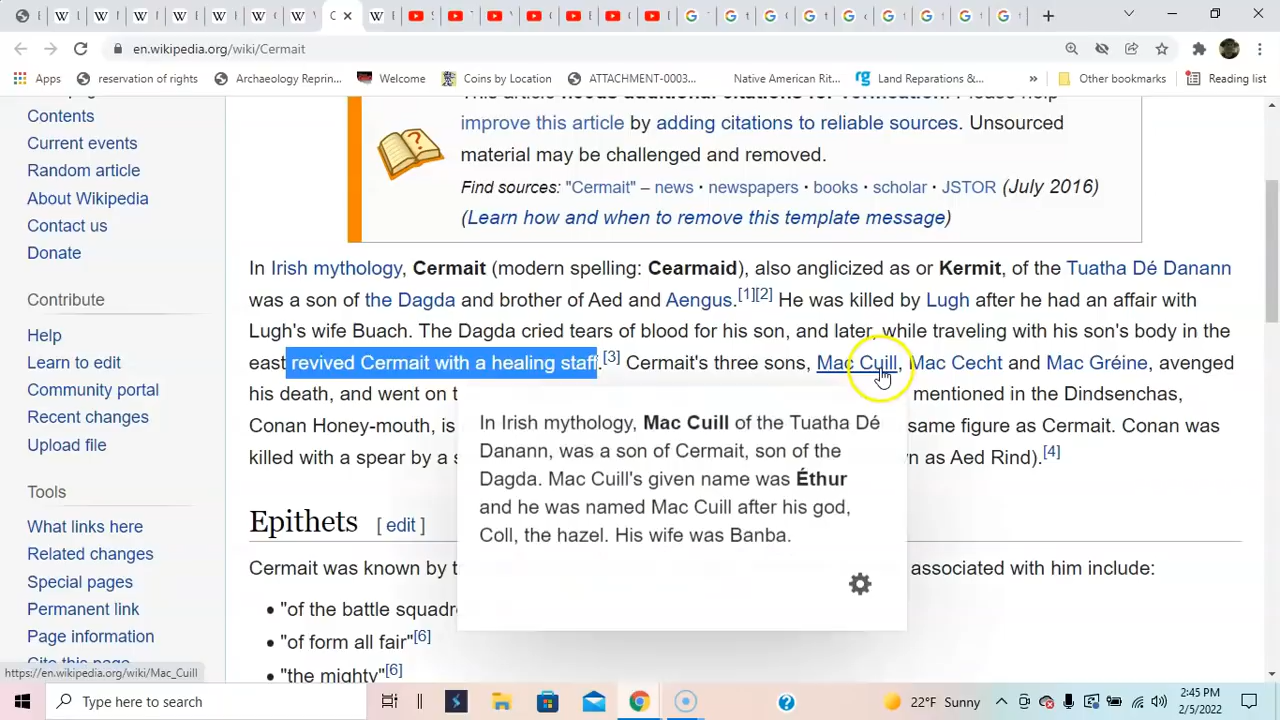 en.wikipedia.org/wiki/Cermait
Apps reservation of rights Archaeology Reprin... Welcome Coins by Location ATTACHMENT-0003... Native American Rit... Land Reparations &... » Other bookmarks Reading list
Contents
Current events
Random article
About Wikipedia
Contact us
Donate
Contribute
Help
Learn to edit
Community portal
Recent changes
Upload file
Tools
What links here
Related changes
Special pages
Permanent link
Page information
Cite this page
https://en.wikipedia.org/wiki/Mac_Cuill
This article needs additional citations for verification. Please help
improve this article by adding citations to reliable sources. Unsourced
material may be challenged and removed.
Find sources: "Cermait" – news · newspapers · books · scholar · JSTOR (July 2016)
(Learn how and when to remove this template message)
In Irish mythology, Cermait (modern spelling: Cearmaid), also anglicized as or Kermit, of the Tuatha Dé Danann
was a son of the Dagda and brother of Aed and Aengus.[1][2] He was killed by Lugh after he had an affair with
Lugh's wife Buach. The Dagda cried tears of blood for his son, and later, while traveling with his son's body in the
east revived Cermait with a healing staff.[3] Cermait's three sons, Mac Cuill, Mac Cecht and Mac Gréine, avenged
his death, and went on t mentioned in the Dindsenchas,
Conan Honey-mouth, is same figure as Cermait. Conan was
killed with a spear by a s n as Aed Rind).[4]
In Irish mythology, Mac Cuill of the Tuatha Dé
Danann, was a son of Cermait, son of the
Dagda. Mac Cuill's given name was Éthur
and he was named Mac Cuill after his god,
Coll, the hazel. His wife was Banba.
Epithets [ edit ]
Cermait was known by t associated with him include:
"of the battle squadr
"of form all fair"[6]
"the mighty"[6]
Type here to search
22°F Sunny
2:45 PM
2/5/2022